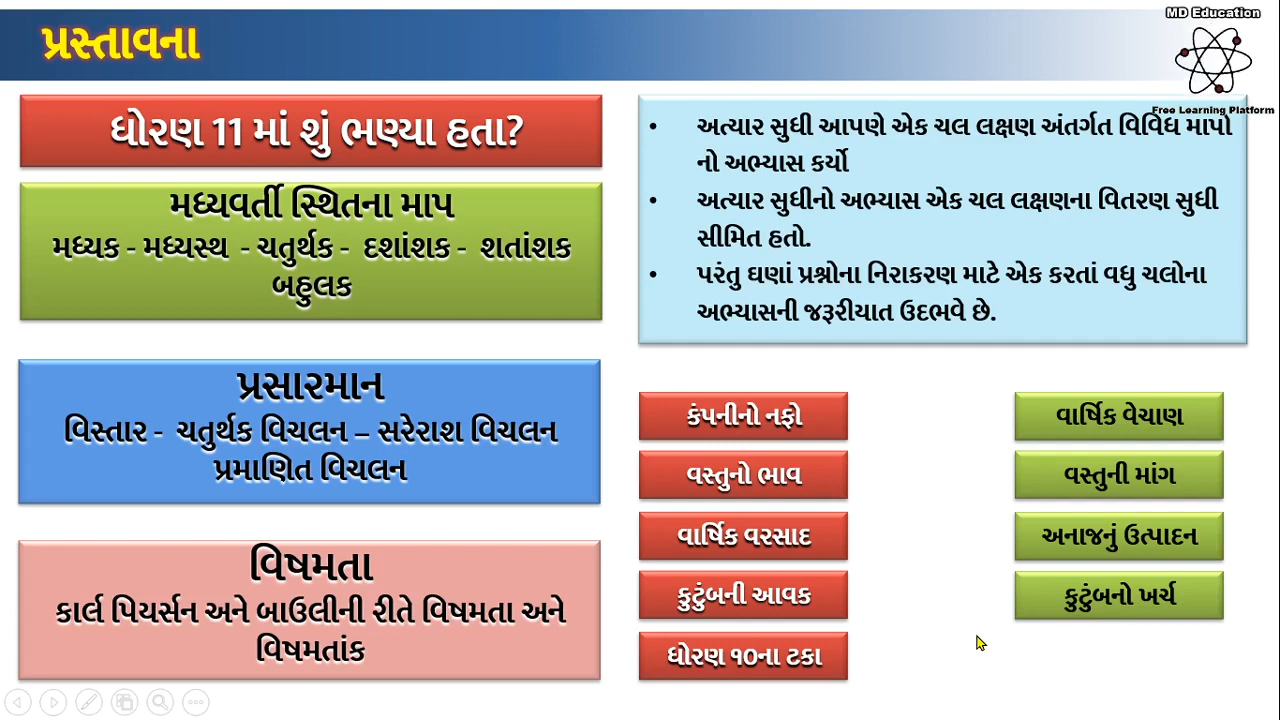 MD Education
પ્રસ્તાવના
Free Learning Platform
ધોરણ 11 માં શું ભણ્યા હતા?
મધ્યવર્તી સ્થિતના માપ
મધ્યક - મધ્યસ્થ - ચતુર્થક - દશાંશક - શતાંશક
બહુલક
પ્રસારમાન
વિસ્તાર - ચતુર્થક વિચલન – સરેરાશ વિચલન
પ્રમાણિત વિચલન
વિષમતા
કાર્લ પિયર્સન અને બાઉલીની રીતે વિષમતા અને
વિષમતાંક
• અત્યાર સુધી આપણે એક ચલ લક્ષણ અંતર્ગત વિવિધ માપો
નો અભ્યાસ કર્યો
• અત્યાર સુધીનો અભ્યાસ એક ચલ લક્ષણના વિતરણ સુધી
સીમિત હતો.
• પરંતુ ઘણાં પ્રશ્નોના નિરાકરણ માટે એક કરતાં વધુ ચલોના
અભ્યાસની જરૂરીયાત ઉદભવે છે.
કંપનીનો નફો
વાર્ષિક વેચાણ
વસ્તુનો ભાવ
વસ્તુની માંગ
વાર્ષિક વરસાદ
અનાજનું ઉત્પાદન
કુટુંબની આવક
કુટુંબનો ખર્ચ
ધોરણ ૧૦ના ટકા